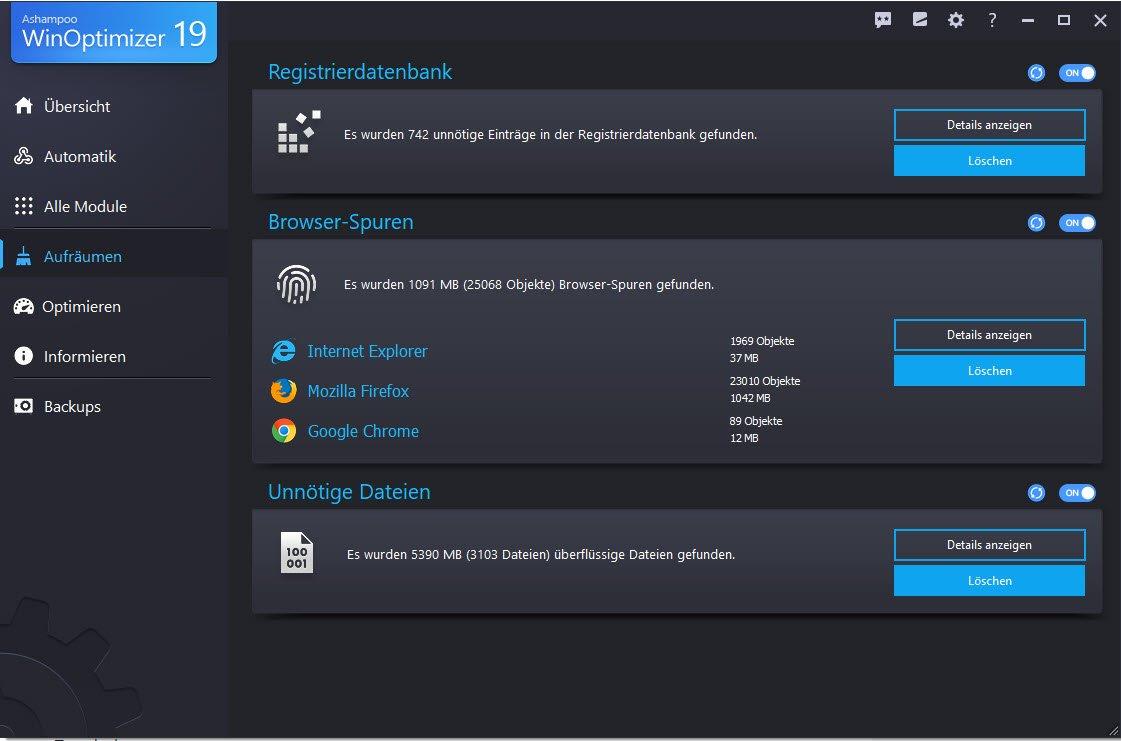 Ashampoo
WinOptimizer 19
?
Übersicht
Automatik
Alle Module
Aufräumen
Optimieren
Informieren
Backups
Registrierdatenbank
ON
Es wurden 742 unnötige Einträge in der Registrierdatenbank gefunden.
Details anzeigen
Löschen
Browser-Spuren
ON
Es wurden 1091 MB (25068 Objekte) Browser-Spuren gefunden.
Details anzeigen
Löschen
Internet Explorer
1969 Objekte
37 MB
Mozilla Firefox
23010 Objekte
1042 MB
Google Chrome
89 Objekte
12 MB
Unnötige Dateien
ON
100
001
Es wurden 5390 MB (3103 Dateien) überflüssige Dateien gefunden.
Details anzeigen
Löschen